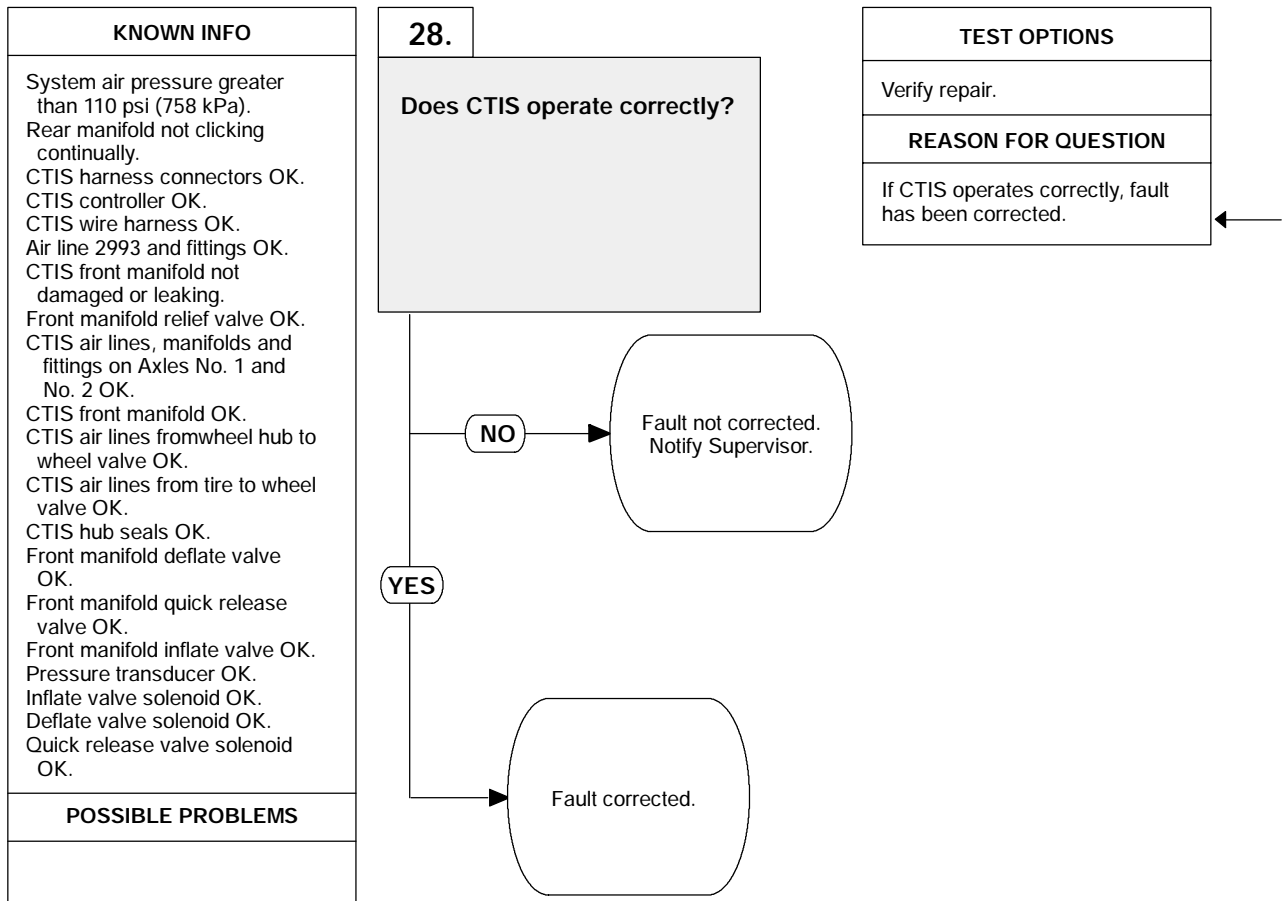 KNOWN INFO
System air pressure greater
than 110 psi (758 kPa).
Rear manifold not clicking
continually.
CTIS harness connectors OK.
CTIS controller OK.
CTIS wire harness OK.
Air line 2993 and fittings OK.
CTIS front manifold not
damaged or leaking.
Front manifold relief valve OK.
CTIS air lines, manifolds and
fittings on Axles No. 1 and
No. 2 OK.
CTIS front manifold OK.
CTIS air lines fromwheel hub to
wheel valve OK.
CTIS air lines from tire to wheel
valve OK.
CTIS hub seals OK.
Front manifold deflate valve
OK.
Front manifold quick release
valve OK.
Front manifold inflate valve OK.
Pressure transducer OK.
Inflate valve solenoid OK.
Deflate valve solenoid OK.
Quick release valve solenoid
OK.
POSSIBLE PROBLEMS
28.
Does CTIS operate correctly?
NO
Fault not corrected.
Notify Supervisor.
YES
Fault corrected.
TEST OPTIONS
Verify repair.
REASON FOR QUESTION
If CTIS operates correctly, fault
has been corrected.